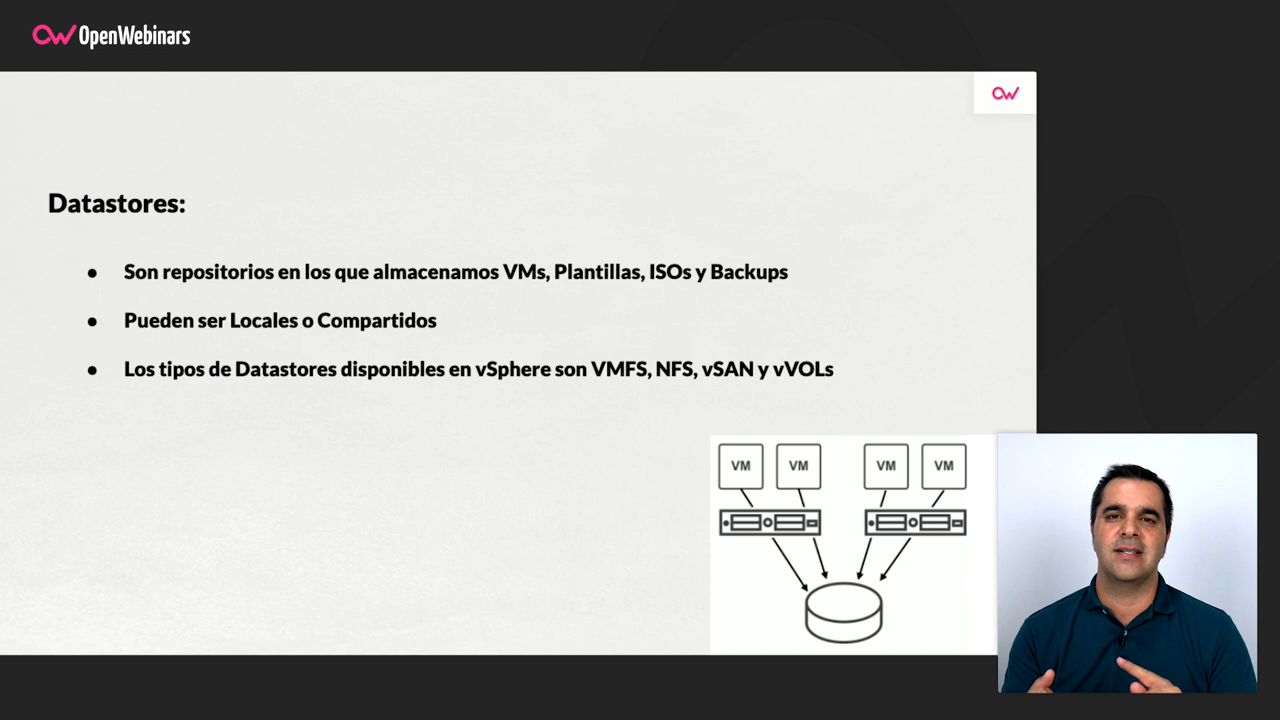 OpenWebinars
Datastores:
● Son repositorios en los que almacenamos VMs, Plantillas, ISOs y Backups
● Pueden ser Locales o Compartidos
● Los tipos de Datastores disponibles en vSphere son VMFS, NFS, vSAN y vVOLs
VM VM VM VM